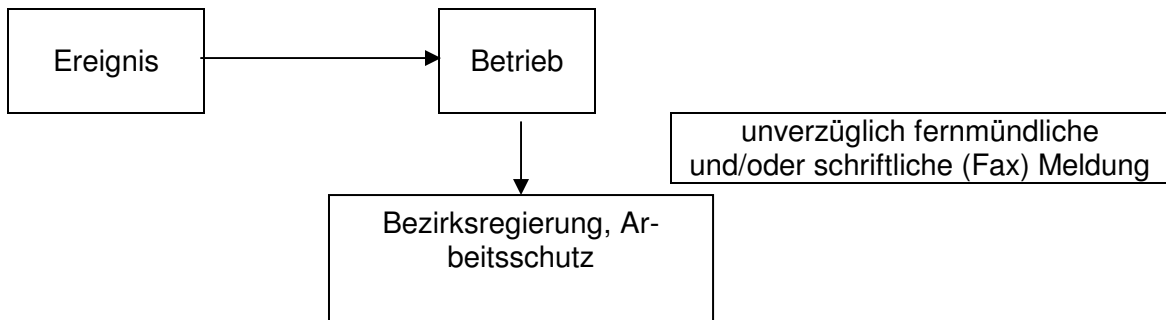 Ereignis
Betrieb
unverzüglich fernmündliche
und/oder schriftliche (Fax) Meldung
Bezirksregierung, Ar-
beitsschutz